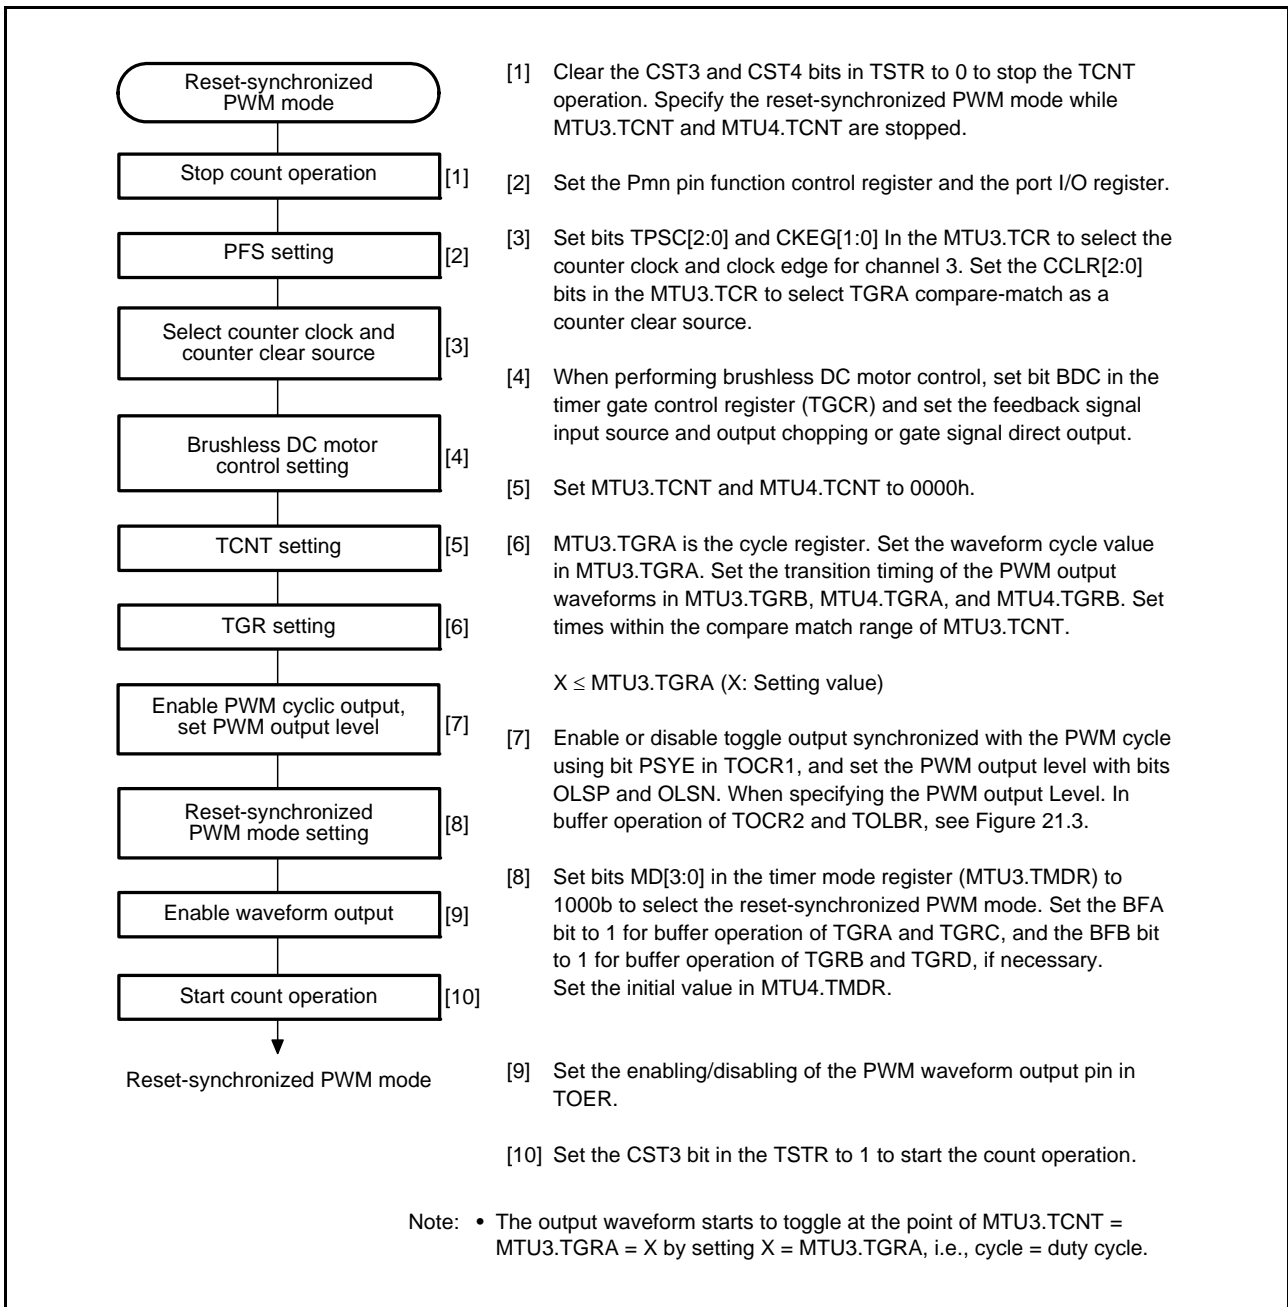 Reset-synchronized
PWM mode
Stop count operation
[1]
PFS setting
[2]
Select counter clock and
counter clear source
[3]
Brushless DC motor
control setting
[4]
TCNT setting
[5]
TGR setting
[6]
Enable PWM cyclic output,
set PWM output level
[7]
Reset-synchronized
PWM mode setting
[8]
Enable waveform output
[9]
Start count operation
[10]
Reset-synchronized PWM mode
[1] Clear the CST3 and CST4 bits in TSTR to 0 to stop the TCNT
operation. Specify the reset-synchronized PWM mode while
MTU3.TCNT and MTU4.TCNT are stopped.
[2] Set the Pmn pin function control register and the port I/O register.
[3] Set bits TPSC[2:0] and CKEG[1:0] In the MTU3.TCR to select the
counter clock and clock edge for channel 3. Set the CCLR[2:0]
bits in the MTU3.TCR to select TGRA compare-match as a
counter clear source.
[4] When performing brushless DC motor control, set bit BDC in the
timer gate control register (TGCR) and set the feedback signal
input source and output chopping or gate signal direct output.
[5] Set MTU3.TCNT and MTU4.TCNT to 0000h.
[6] MTU3.TGRA is the cycle register. Set the waveform cycle value
in MTU3.TGRA. Set the transition timing of the PWM output
waveforms in MTU3.TGRB, MTU4.TGRA, and MTU4.TGRB. Set
times within the compare match range of MTU3.TCNT.
X ≤ MTU3.TGRA (X: Setting value)
[7] Enable or disable toggle output synchronized with the PWM cycle
using bit PSYE in TOCR1, and set the PWM output level with bits
OLSP and OLSN. When specifying the PWM output Level. In
buffer operation of TOCR2 and TOLBR, see Figure 21.3.
[8] Set bits MD[3:0] in the timer mode register (MTU3.TMDR) to
1000b to select the reset-synchronized PWM mode. Set the BFA
bit to 1 for buffer operation of TGRA and TGRC, and the BFB bit
to 1 for buffer operation of TGRB and TGRD, if necessary.
Set the initial value in MTU4.TMDR.
[9] Set the enabling/disabling of the PWM waveform output pin in
TOER.
[10] Set the CST3 bit in the TSTR to 1 to start the count operation.
Note: • The output waveform starts to toggle at the point of MTU3.TCNT =
MTU3.TGRA = X by setting X = MTU3.TGRA, i.e., cycle = duty cycle.